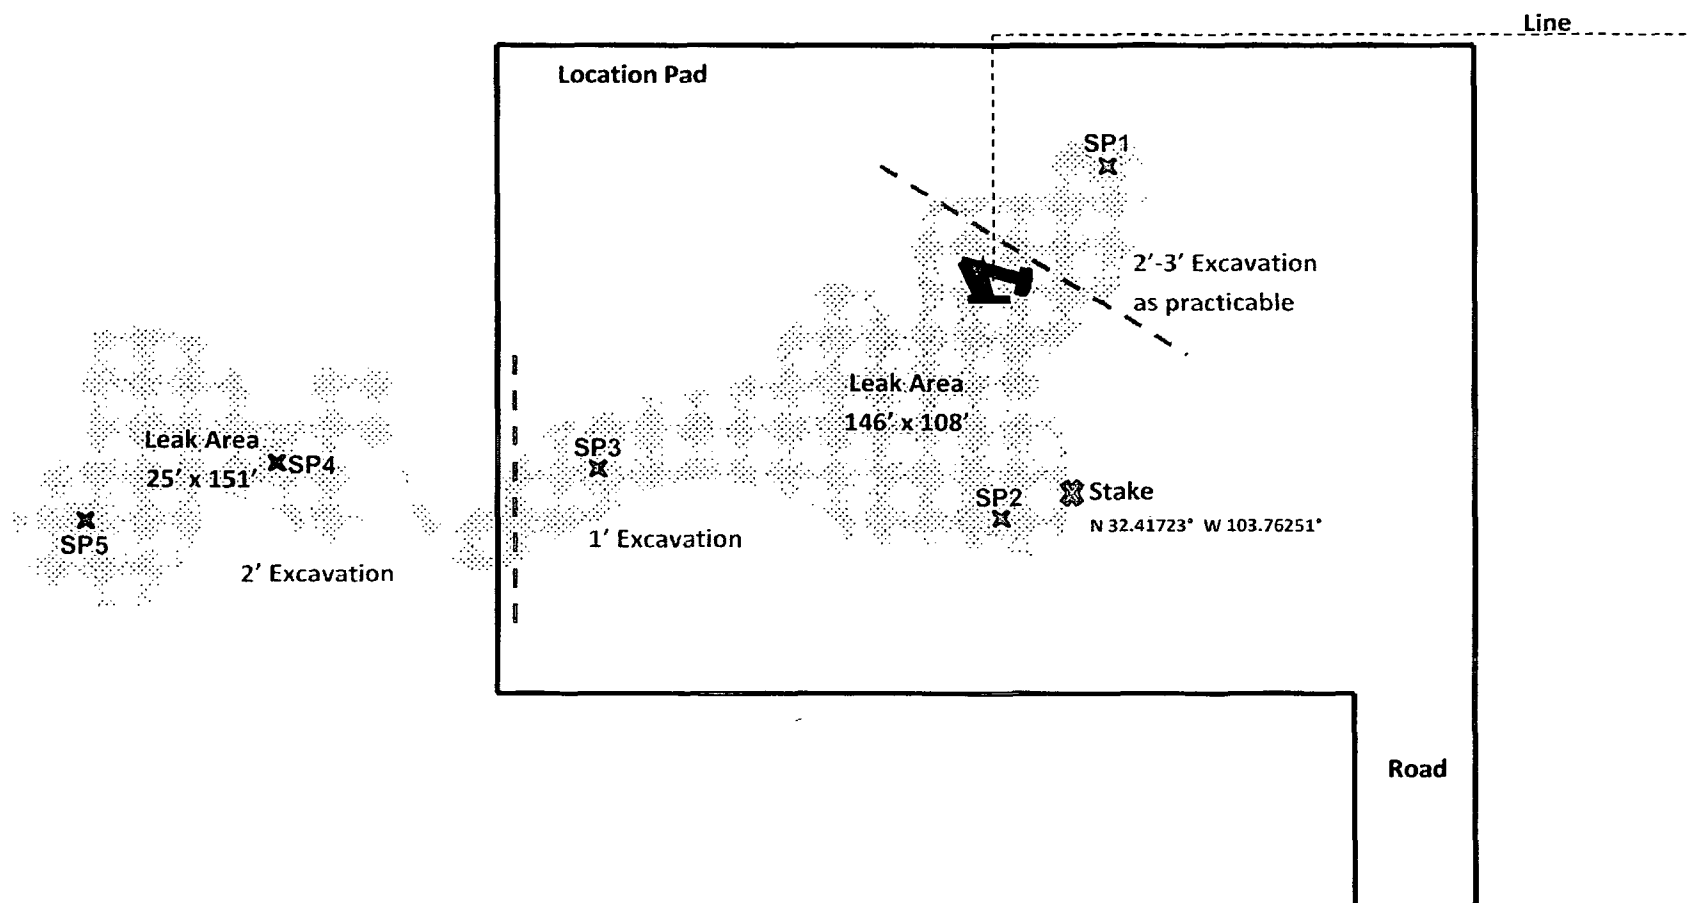 Line
Location Pad
SP1
2'-3' Excavation
as practicable
Leak Area
146' x 108'
Leak Area
25' x 151'
SP4
SP3
SP5
SP2
Stake
N 32.41723° W 103.76251°
1' Excavation
2' Excavation
Road